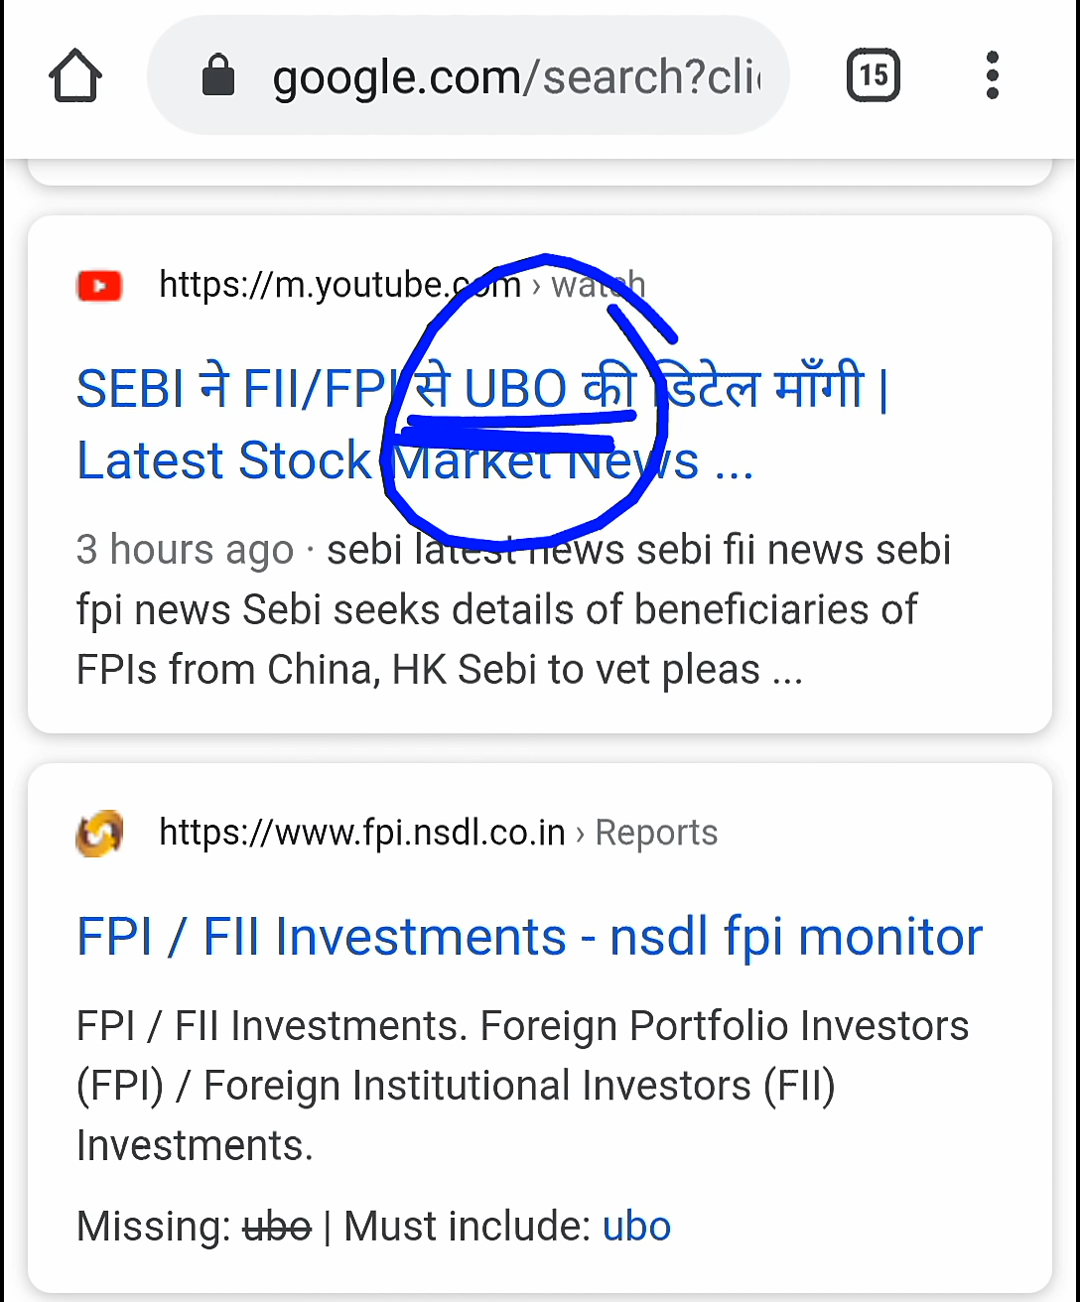 google.com/search?cli
15
https://m.youtube.com › watch
SEBI ने FII/FPI से UBO की डिटेल माँगी |
Latest Stock Market News ...
3 hours ago · sebi latest news sebi fii news sebi
fpi news Sebi seeks details of beneficiaries of
FPIs from China, HK Sebi to vet pleas ...
https://www.fpi.nsdl.co.in › Reports
FPI / FII Investments - nsdl fpi monitor
FPI / FII Investments. Foreign Portfolio Investors
(FPI) / Foreign Institutional Investors (FII)
Investments.
Missing: ubo | Must include: ubo